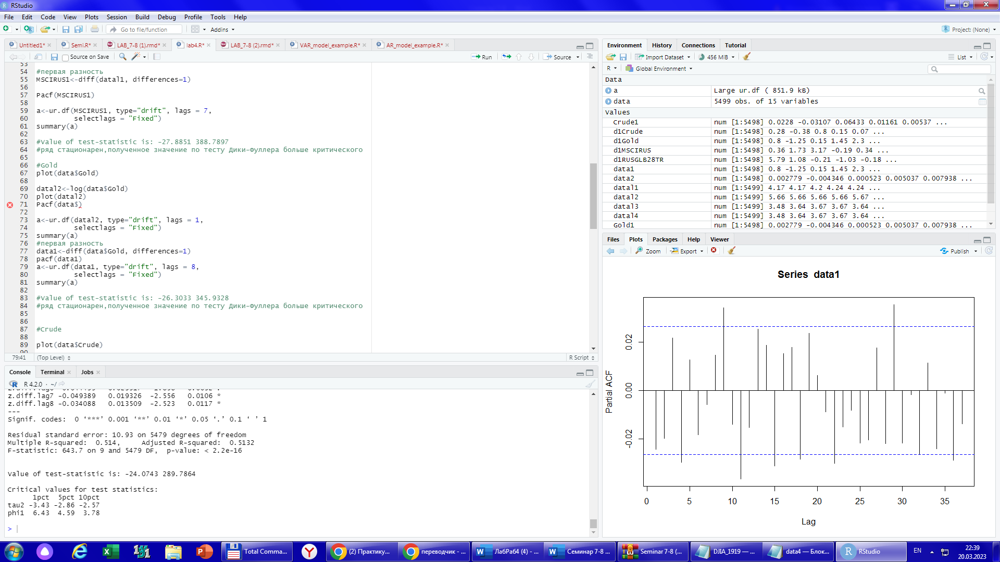 RStudio
File Edit Code View Plots Session Build Debug Profile Tools Help
Go to file/function Addins Project: (None)
Untitled1* Semi.R* LAB_7-8 (1).rmd* lab4.R* LAB_7-8 (2).rmd* VAR_model_example.R* AR_model_example.R*
Source on Save Run Source
53
54 #первая разность
55 MSCIRUS1<-diff(datal1, differences=1)
56
57 Pacf(MSCIRUS1)
58
59 a<-ur.df(MSCIRUS1, type="drift", lags = 7,
60 selectlags = "Fixed")
61 summary(a)
62
63 #Value of test-statistic is: -27.8851 388.7897
64 #ряд стационарен,полученное значение по тесту Дики-Фуллера больше критического
65
66 #Gold
67 plot(data$Gold)
68
69 datal2<-log(data$Gold)
70 plot(datal2)
71 Pacf(data$)
72
73 a<-ur.df(datal2, type="drift", lags = 1,
74 selectlags = "Fixed")
75 summary(a)
76 #первая разность
77 data1<-diff(data$Gold, differences=1)
78 pacf(data1)
79 a<-ur.df(data1, type="drift", lags = 8,
80 selectlags = "Fixed")
81 summary(a)
82
83 #Value of test-statistic is: -26.3033 345.9328
84 #ряд стационарен,полученное значение по тесту Дики-Фуллера больше критического
85
86
87 #Crude
88
89 plot(data$Crude)
90
79:41 (Top Level) R Script
Console Terminal Jobs
R 4.2.0 · ~/
z.diff.lag7 -0.049389 0.019326 -2.556 0.0106 *
z.diff.lag8 -0.034088 0.013509 -2.523 0.0117 *
---
Signif. codes: 0 ‘***’ 0.001 ‘**’ 0.01 ‘*’ 0.05 ‘.’ 0.1 ‘ ’ 1
Residual standard error: 10.93 on 5479 degrees of freedom
Multiple R-squared: 0.514, Adjusted R-squared: 0.5132
F-statistic: 643.7 on 9 and 5479 DF, p-value: < 2.2e-16
Value of test-statistic is: -24.0743 289.7864
Critical values for test statistics:
1pct 5pct 10pct
tau2 -3.43 -2.86 -2.57
phi1 6.43 4.59 3.78
>
Environment History Connections Tutorial
Import Dataset 456 MiB List
R Global Environment
Data
a Large ur.df ( 851.9 kB)
data 5499 obs. of 15 variables
Values
Crude1 num [1:5498] 0.0228 -0.03107 0.06433 0.01161 0.00537 ...
d1Crude num [1:5498] 0.28 -0.38 0.8 0.15 0.07 ...
d1Gold num [1:5498] 0.8 -1.25 0.15 1.45 2.3 ...
d1MSCIRUS num [1:5498] 0.36 1.73 3.17 -0.19 0.34 ...
d1RUSGLB28TR num [1:5498] 5.79 1.08 -0.21 -1.03 -0.18 ...
data1 num [1:5498] 0.8 -1.25 0.15 1.45 2.3 ...
data2 num [1:5498] 0.002779 -0.004346 0.000523 0.005037 0.007938 ...
datal1 num [1:5499] 4.17 4.17 4.2 4.24 4.24 ...
datal2 num [1:5499] 5.66 5.66 5.66 5.66 5.67 ...
datal3 num [1:5499] 3.48 3.64 3.67 3.67 3.64 ...
datal4 num [1:5499] 3.48 3.64 3.67 3.67 3.64 ...
Gold1 num [1:5498] 0.002779 -0.004346 0.000523 0.005037 0.007938 ...
Files Plots Packages Help Viewer
Zoom Export Publish
Series data1
Partial ACF
0.02
0.00
-0.02
0 5 10 15 20 25 30 35
Lag
Total Comma... (2) Практику... переводчик - ... ЛабРаб4 (4) - ... Семинар 7-8 ... Seminar 7-8 (... DJIA_1919 — ... data4 — Блок... RStudio EN 22:39
20.03.2023